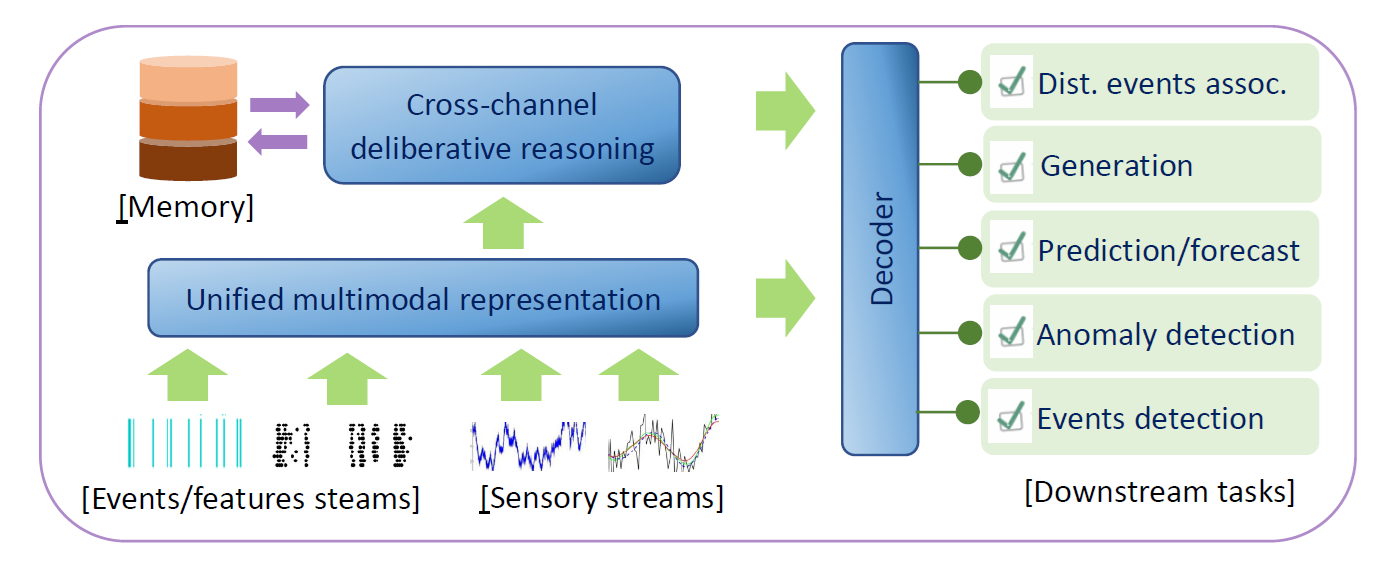 Cross-channel
deliberative reasoning
[Memory]
Unified multimodal representation
[Events/features steams]
[Sensory streams]
Decoder
Dist. events assoc.
Generation
Prediction/forecast
Anomaly detection
Events detection
[Downstream tasks]